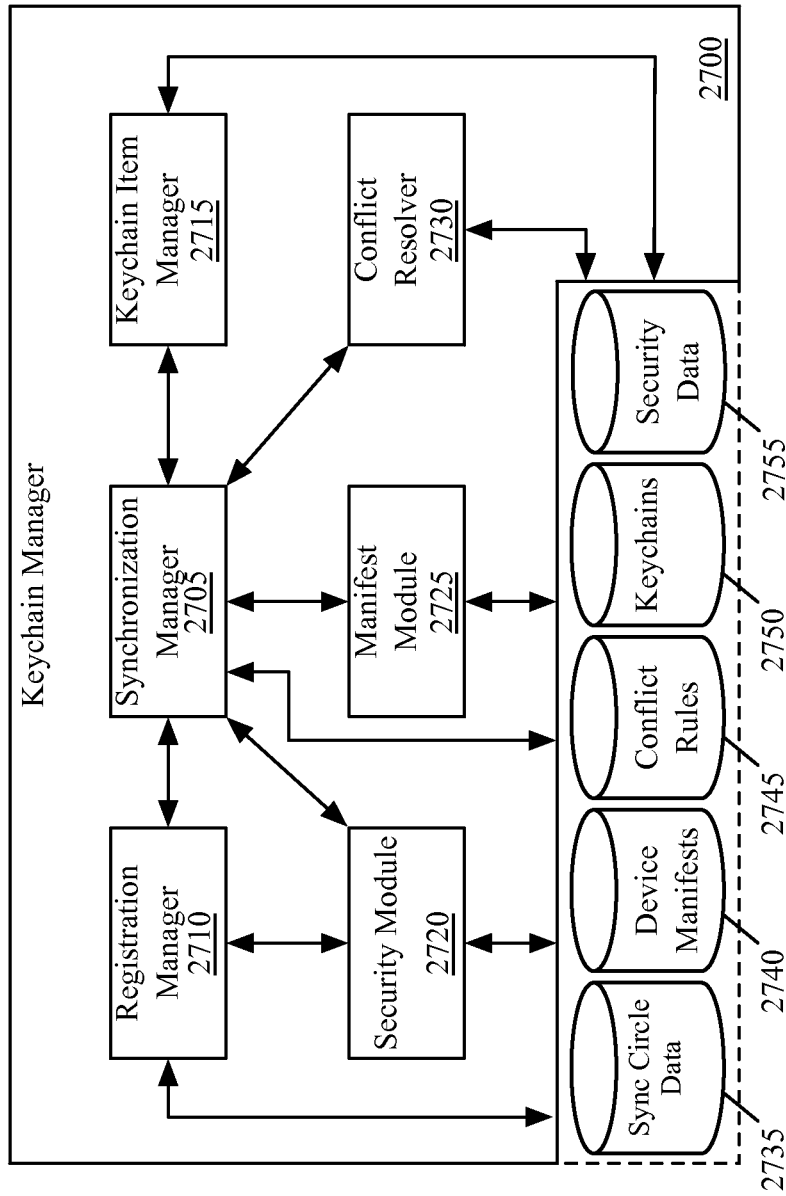 Keychain Manager
Registration
Manager
2710
Synchronization
Manager
2705
Keychain Item
Manager
2715
Security Module
2720
Manifest
Module
2725
Conflict
Resolver
2730
Sync Circle
Data
Device
Manifests
Conflict
Rules
Keychains
Security
Data
2700
2735
2740
2745
2750
2755